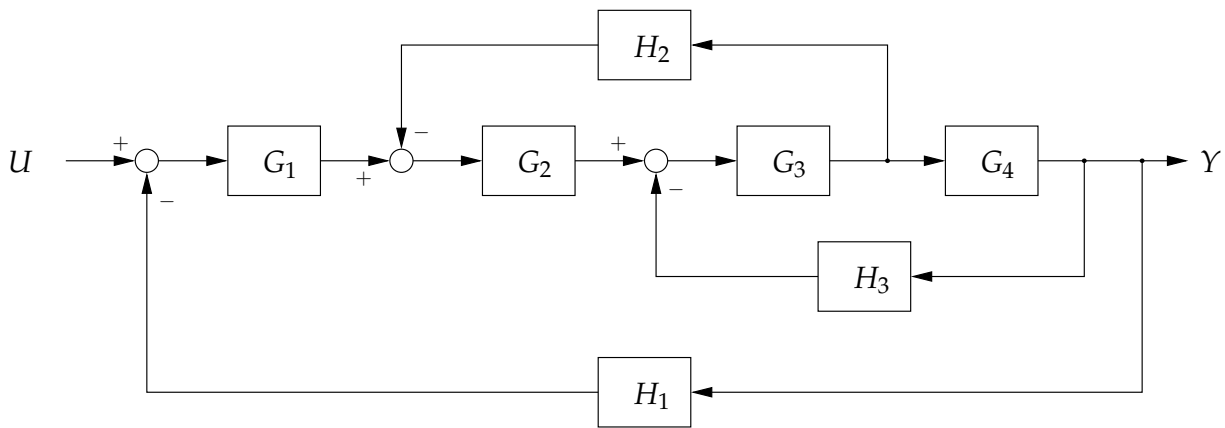 H₂
+
−
U
G₁
+
G₂
+
−
G₃
G₄
Y
−
H₃
H₁